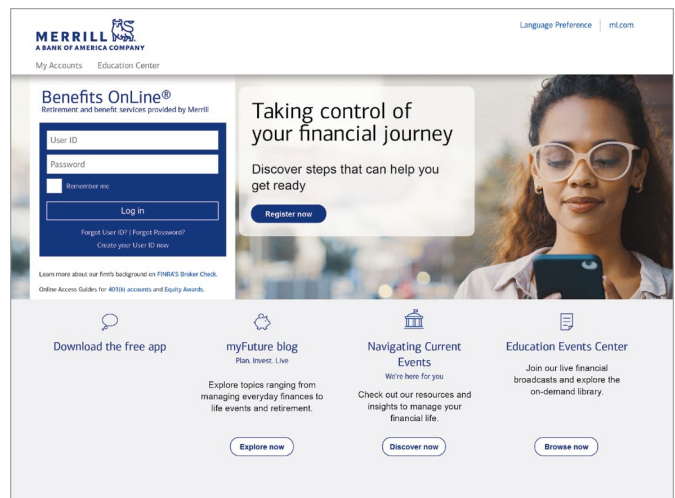 Language Preference | ml.com
MERRILL
A BANK OF AMERICA COMPANY
My Accounts Education Center
Benefits OnLine®
Retirement and benefit services provided by Merrill
User ID
Password
Remember me
Log in
Forgot User ID? | Forgot Password?
Create your User ID now
Learn more about our firm's background on FINRA'S Broker Check.
Online Access Guides for 401(k) accounts and Equity Awards.
Taking control of
your financial journey
Discover steps that can help you
get ready
Register now
Download the free app
myFuture blog
Plan. Invest. Live
Explore topics ranging from
managing everyday finances to
life events and retirement.
Explore now
Navigating Current
Events
We're here for you
Check out our resources and
insights to manage your
financial life.
Discover now
Education Events Center
Join our live financial
broadcasts and explore the
on-demand library.
Browse now